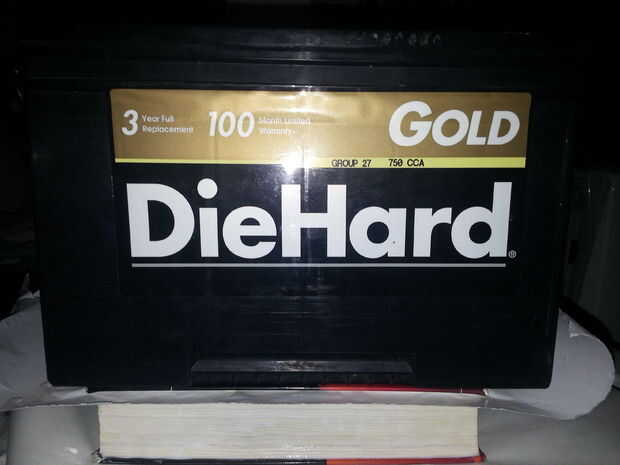 3 Year Full Replacement 100 Month Limited Warranty GOLD
GROUP 27 750 CCA
DieHard®